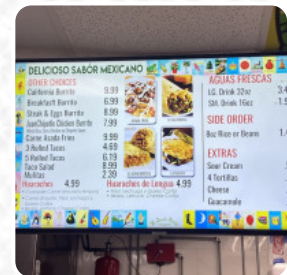 DELICIOSO SABOR MEXICANO
OTHER CHOICES
California Burrito 9.99
Breakfast Burrito 6.99
Steak & Eggs Burrito 8.99
Chicken Burrito 7.99
Carne Asada Fries 9.99
3 Rolled Tacos 4.69
5 Rolled Tacos 6.19
Taco Salad 8.99
Mulitas 2.39
Huaraches 4.99
Huaraches de Lengua 4.99
AGUAS FRESCAS
LG. Drink 32oz
SM. Drink 16oz
SIDE ORDER
8oz Rice or Beans
EXTRAS
Sour Cream
4 Tortillas
Cheese
Guacamole